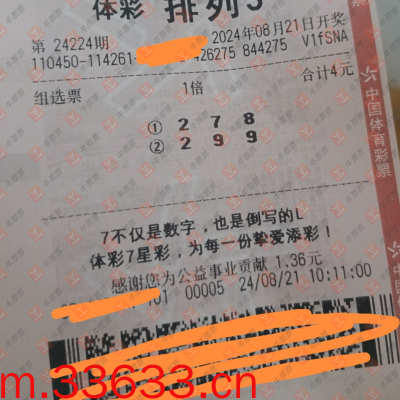 体彩 排列3
第 24224期 2024年08月21日开奖
110450-114261- 426275 844275 V1fSNA
组选票 1倍 合计4元
① 2 7 8
② 2 9 9
7不仅是数字，也是倒写的L
体彩7星彩，为每一份挚爱添彩！
感谢您为公益事业贡献 1.36元
101 00005 24/08/21 10:11:00
中国体育彩票
中国体
m.33633.cn